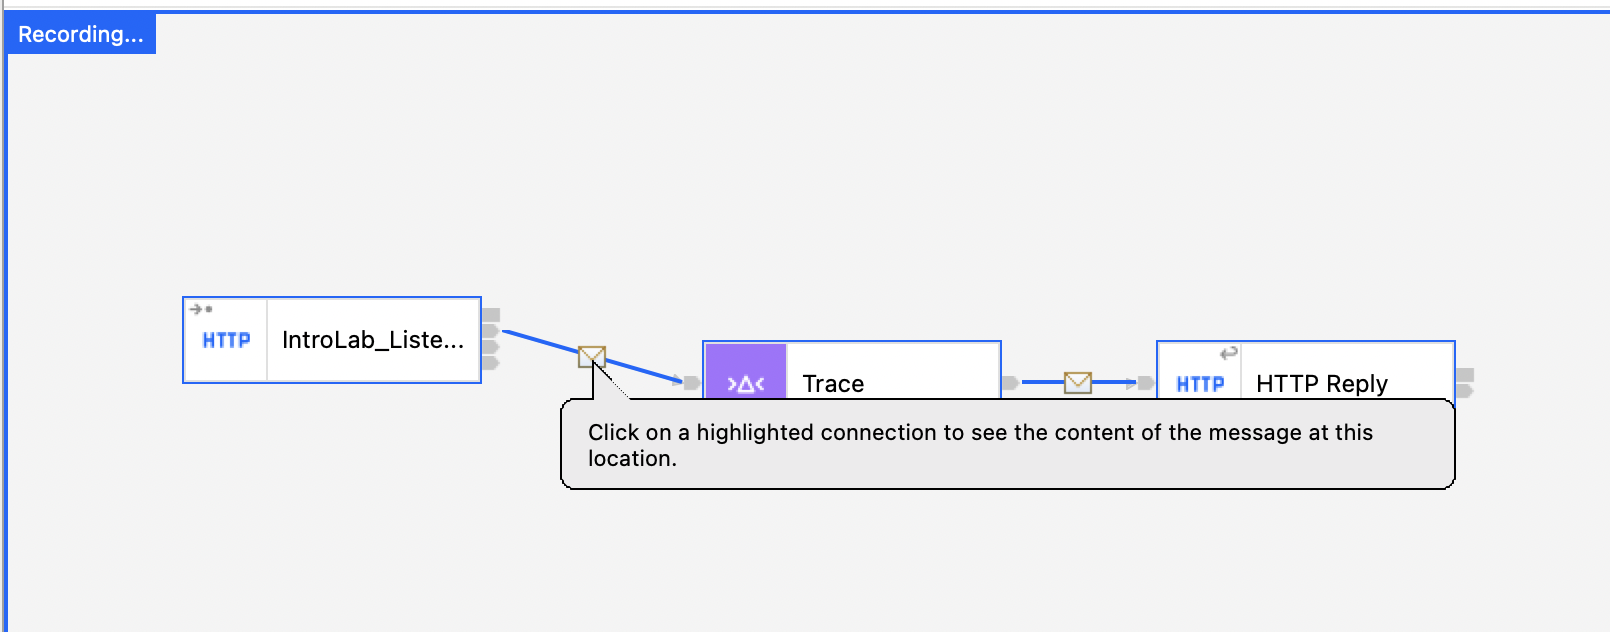 Recording...
HTTP
IntroLab_Liste...
Trace
HTTP
HTTP Reply
Click on a highlighted connection to see the content of the message at this
location.